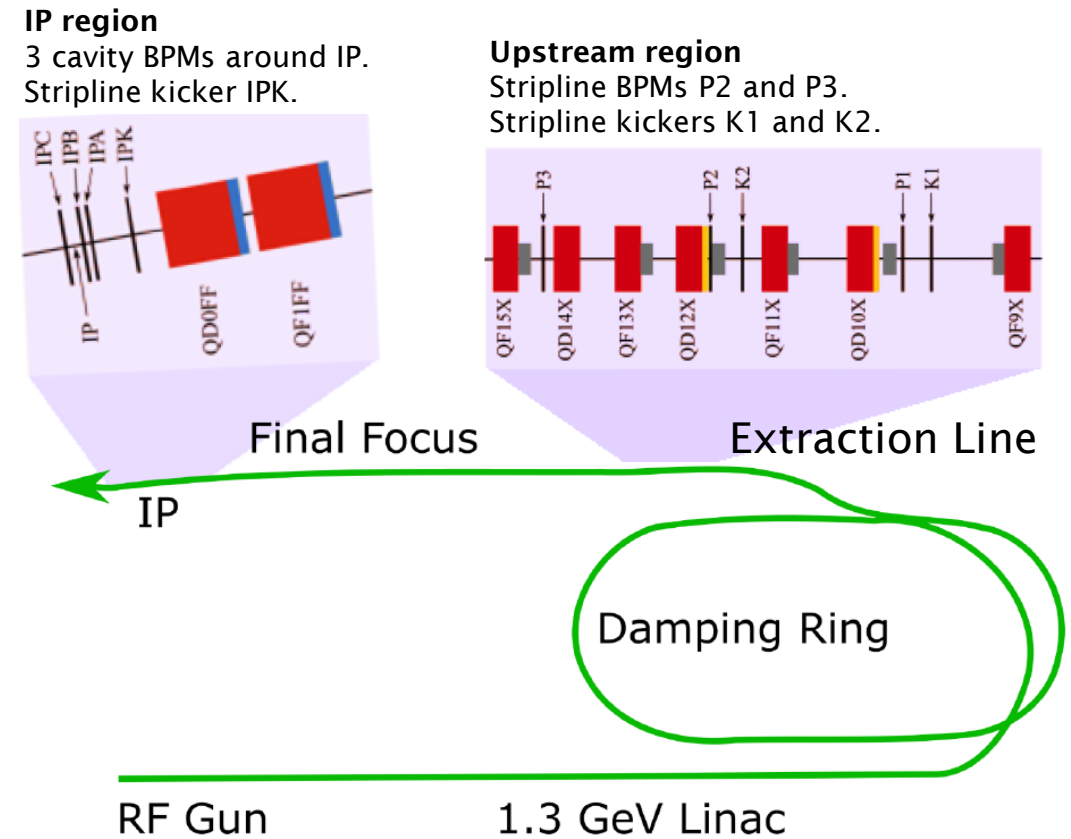 IP region
3 cavity BPMs around IP.
Stripline kicker IPK.
Upstream region
Stripline BPMs P2 and P3.
Stripline kickers K1 and K2.
IPC
IPB
IPA
IPK
IP
QD0FF
QF1FF
P3
P2
K2
P1
K1
QF15X
QD14X
QF13X
QD12X
QF11X
QD10X
QF9X
Final Focus
Extraction Line
IP
Damping Ring
RF Gun
1.3 GeV Linac